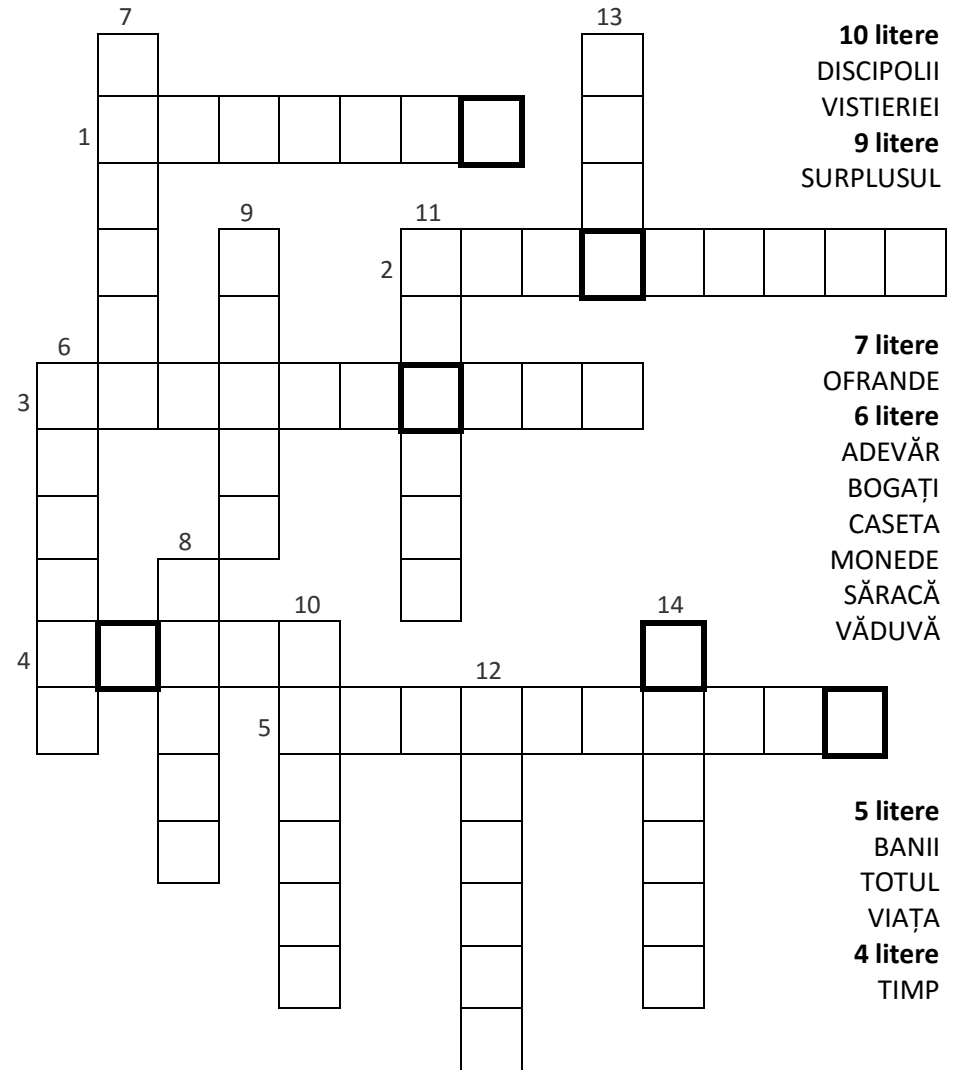 7
13
10 litere
DISCIPOLII
VISTIERIEI
1
9 litere
SURPLUSUL
9
11
2
6
7 litere
OFRANDE
3
6 litere
ADEVĂR
BOGAȚI
CASETA
8
MONEDE
SĂRACĂ
10
14
VĂDUVĂ
4
12
5
5 litere
BANII
TOTUL
VIAȚA
4 litere
TIMP